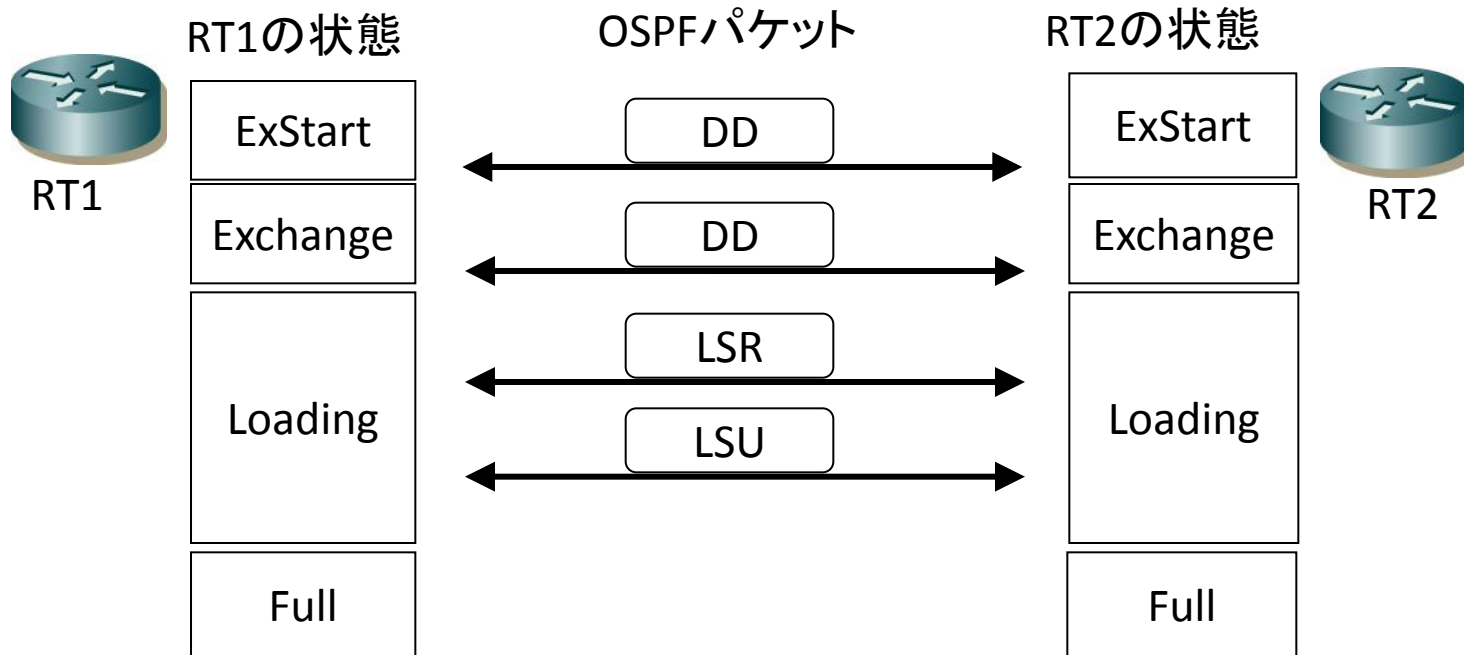 RT1の状態 OSPFパケット RT2の状態
ExStart DD ExStart
RT1 RT2
Exchange DD Exchange
LSR
Loading Loading
LSU
Full Full